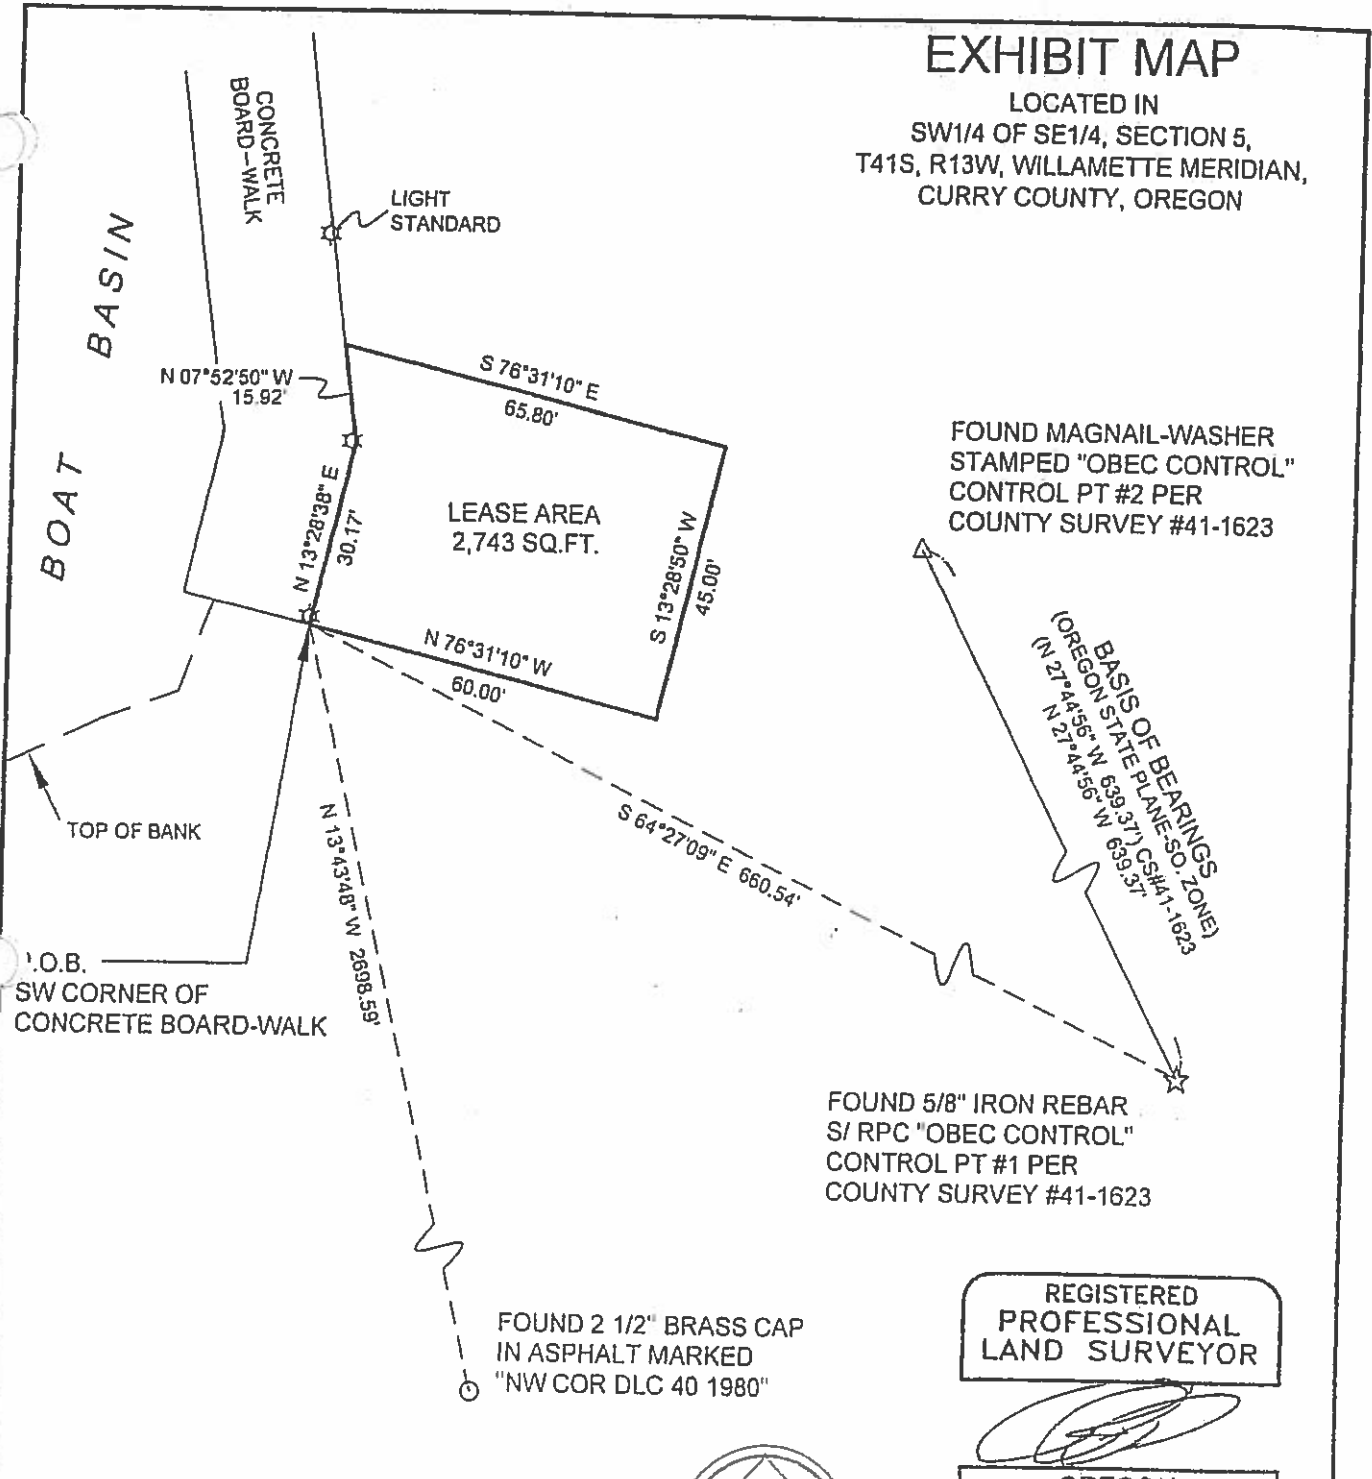 EXHIBIT MAP
LOCATED IN
SW1/4 OF SE1/4, SECTION 5,
T41S, R13W, WILLAMETTE MERIDIAN,
CURRY COUNTY, OREGON
CONCRETE
BOARD-WALK
LIGHT
STANDARD
BOAT BASIN
N 07°52'50" W
15.92'
S 76°31'10" E
65.80'
N 13°28'38" E
30.17'
LEASE AREA
2,743 SQ.FT.
S 13°28'50" W
45.00'
N 76°31'10" W
60.00'
FOUND MAGNAIL-WASHER
STAMPED "OBEC CONTROL"
CONTROL PT #2 PER
COUNTY SURVEY #41-1623
BASIS OF BEARINGS
(OREGON STATE PLANE-SO. ZONE)
(N 27°44'56" W 639.37') CS#41-1623
N 27°44'56" W 639.37'
TOP OF BANK
N 13°43'48" W 2698.59'
S 64°27'09" E 660.54'
.O.B.
SW CORNER OF
CONCRETE BOARD-WALK
FOUND 5/8" IRON REBAR
S/ RPC "OBEC CONTROL"
CONTROL PT #1 PER
COUNTY SURVEY #41-1623
FOUND 2 1/2" BRASS CAP
IN ASPHALT MARKED
"NW COR DLC 40 1980"
REGISTERED
PROFESSIONAL
LAND SURVEYOR
OREGON